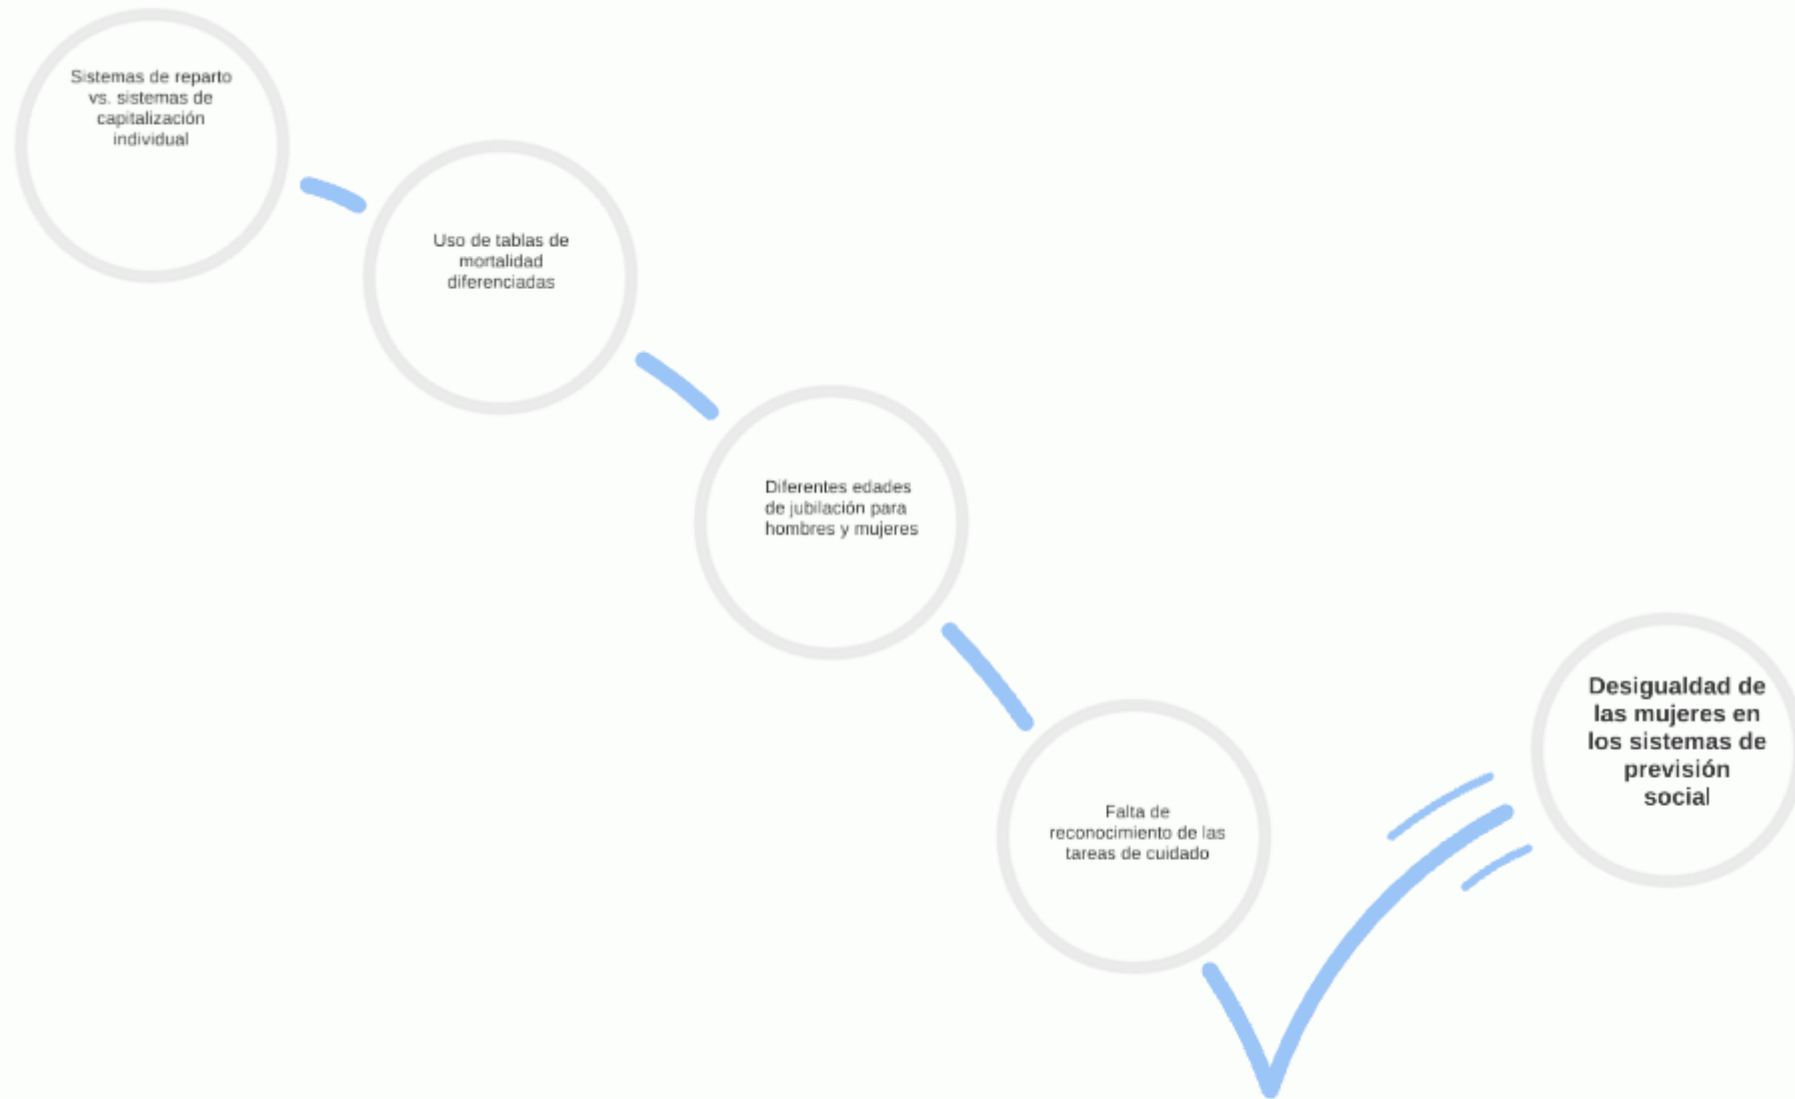 Sistemas de reparto
vs. sistemas de
capitalización
individual
Uso de tablas de
mortalidad
diferenciadas
Diferentes edades
de jubilación para
hombres y mujeres
Falta de
reconocimiento de las
tareas de cuidado
Desigualdad de
las mujeres en
los sistemas de
previsión
social